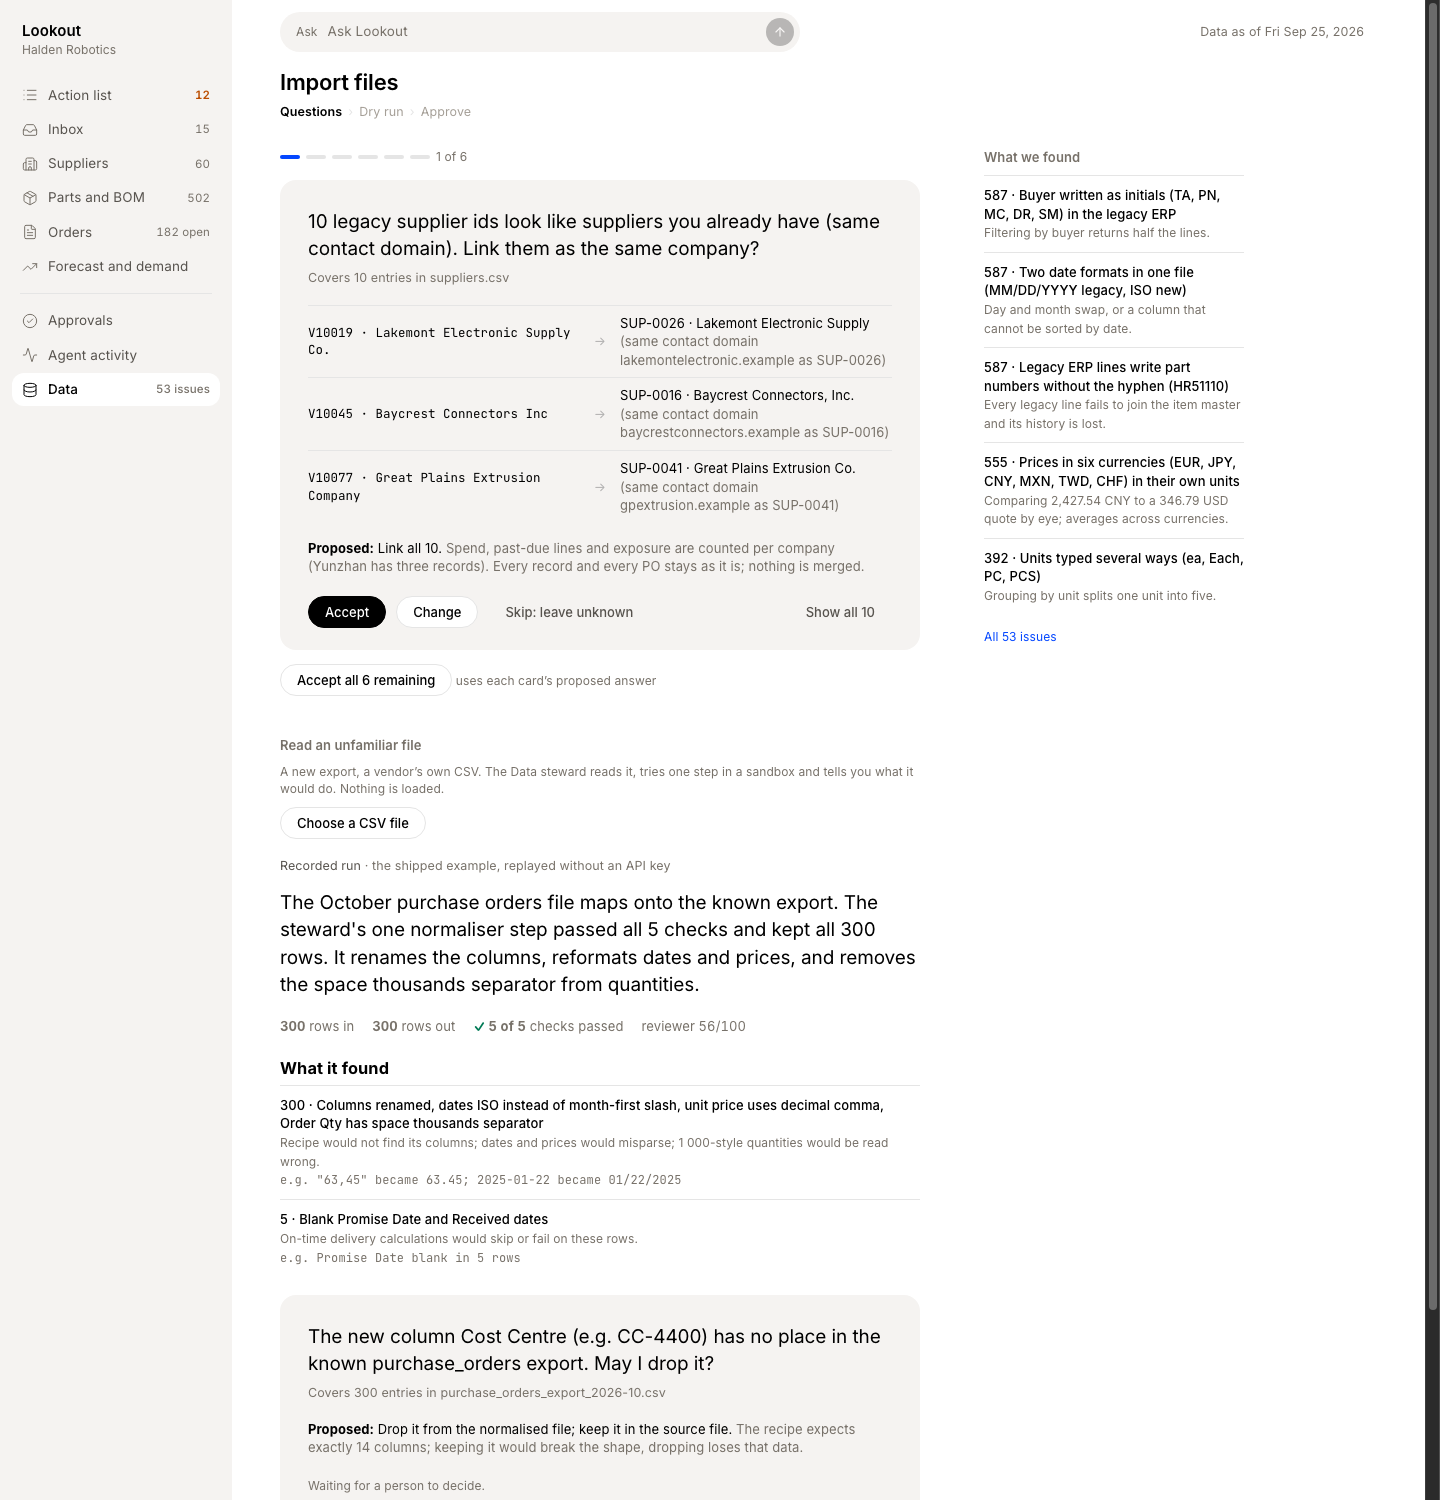 Lookout
Halden Robotics
Action list 12
Inbox 15
Suppliers 60
Parts and BOM 502
Orders 182 open
Forecast and demand
Approvals
Agent activity
Data 53 issues
Ask Ask Lookout
Data as of Fri Sep 25, 2026
Import files
Questions › Dry run › Approve
1 of 6
10 legacy supplier ids look like suppliers you already have (same
contact domain). Link them as the same company?
Covers 10 entries in suppliers.csv
V10019 · Lakemont Electronic Supply
Co.
→
SUP-0026 · Lakemont Electronic Supply
(same contact domain
lakemontelectronic.example as SUP-0026)
V10045 · Baycrest Connectors Inc
→
SUP-0016 · Baycrest Connectors, Inc.
(same contact domain
baycrestconnectors.example as SUP-0016)
V10077 · Great Plains Extrusion
Company
→
SUP-0041 · Great Plains Extrusion Co.
(same contact domain
gpextrusion.example as SUP-0041)
Proposed: Link all 10. Spend, past-due lines and exposure are counted per company
(Yunzhan has three records). Every record and every PO stays as it is; nothing is merged.
Accept Change Skip: leave unknown Show all 10
Accept all 6 remaining uses each card’s proposed answer
What we found
587 · Buyer written as initials (TA, PN,
MC, DR, SM) in the legacy ERP
Filtering by buyer returns half the lines.
587 · Two date formats in one file
(MM/DD/YYYY legacy, ISO new)
Day and month swap, or a column that
cannot be sorted by date.
587 · Legacy ERP lines write part
numbers without the hyphen (HR51110)
Every legacy line fails to join the item master
and its history is lost.
555 · Prices in six currencies (EUR, JPY,
CNY, MXN, TWD, CHF) in their own units
Comparing 2,427.54 CNY to a 346.79 USD
quote by eye; averages across currencies.
392 · Units typed several ways (ea, Each,
PC, PCS)
Grouping by unit splits one unit into five.
All 53 issues
Read an unfamiliar file
A new export, a vendor’s own CSV. The Data steward reads it, tries one step in a sandbox and tells you what it
would do. Nothing is loaded.
Choose a CSV file
Recorded run · the shipped example, replayed without an API key
The October purchase orders file maps onto the known export. The
steward's one normaliser step passed all 5 checks and kept all 300
rows. It renames the columns, reformats dates and prices, and removes
the space thousands separator from quantities.
300 rows in 300 rows out ✓ 5 of 5 checks passed reviewer 56/100
What it found
300 · Columns renamed, dates ISO instead of month-first slash, unit price uses decimal comma,
Order Qty has space thousands separator
Recipe would not find its columns; dates and prices would misparse; 1 000-style quantities would be read
wrong.
e.g. "63,45" became 63.45; 2025-01-22 became 01/22/2025
5 · Blank Promise Date and Received dates
On-time delivery calculations would skip or fail on these rows.
e.g. Promise Date blank in 5 rows
The new column Cost Centre (e.g. CC-4400) has no place in the
known purchase_orders export. May I drop it?
Covers 300 entries in purchase_orders_export_2026-10.csv
Proposed: Drop it from the normalised file; keep it in the source file. The recipe expects
exactly 14 columns; keeping it would break the shape, dropping loses that data.
Waiting for a person to decide.